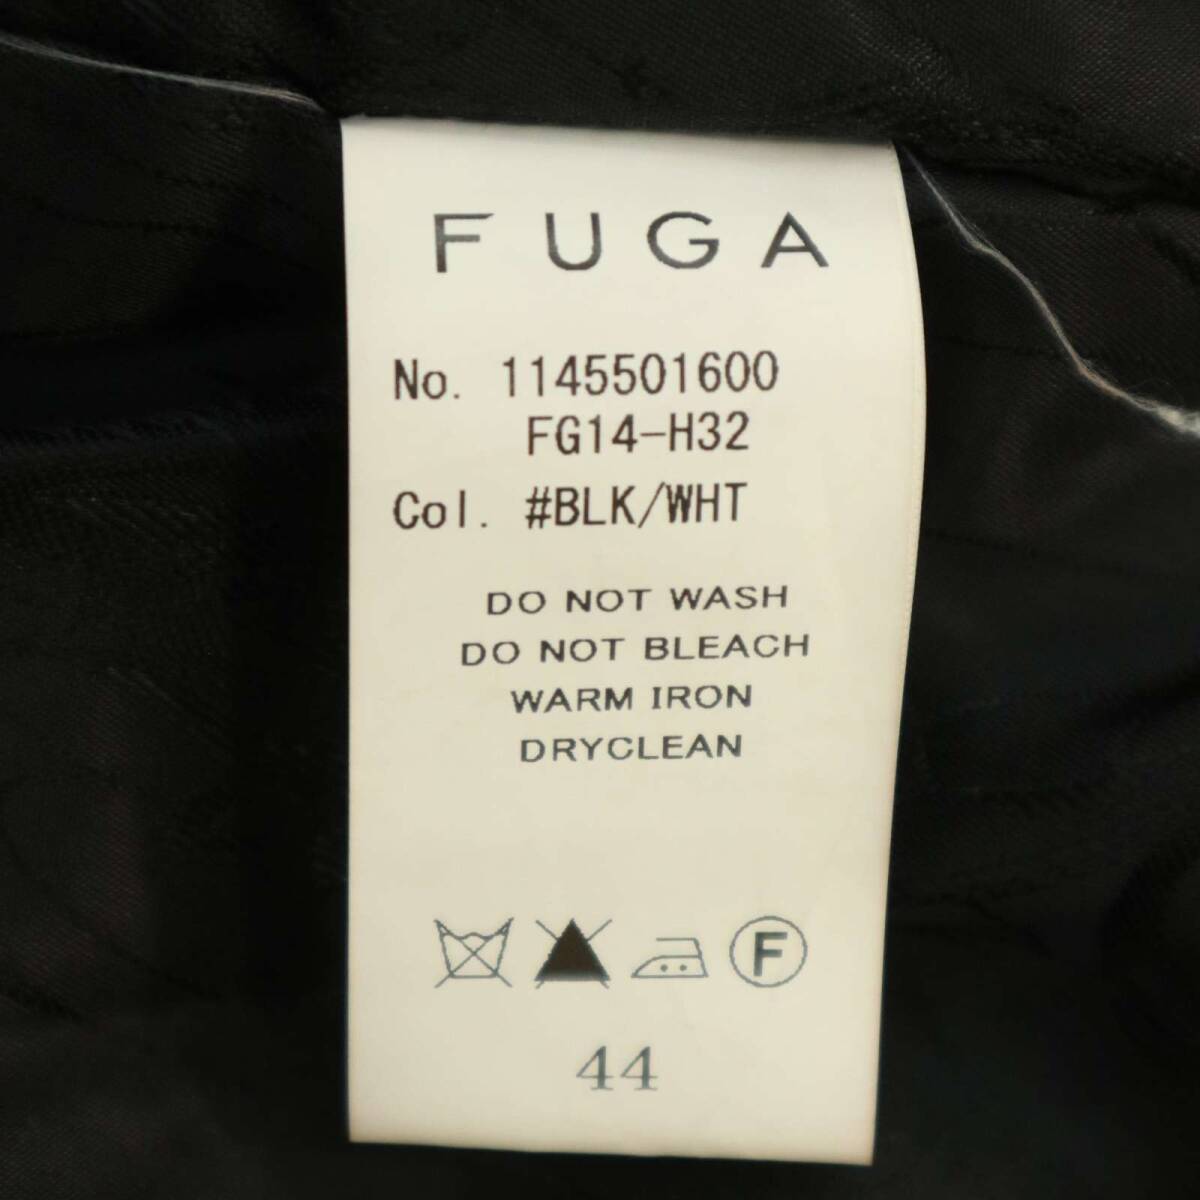 FUGA
No. 1145501600
FG14-H32
Col. #BLK/WHT
DO NOT WASH
DO NOT BLEACH
WARM IRON
DRYCLEAN
F
44